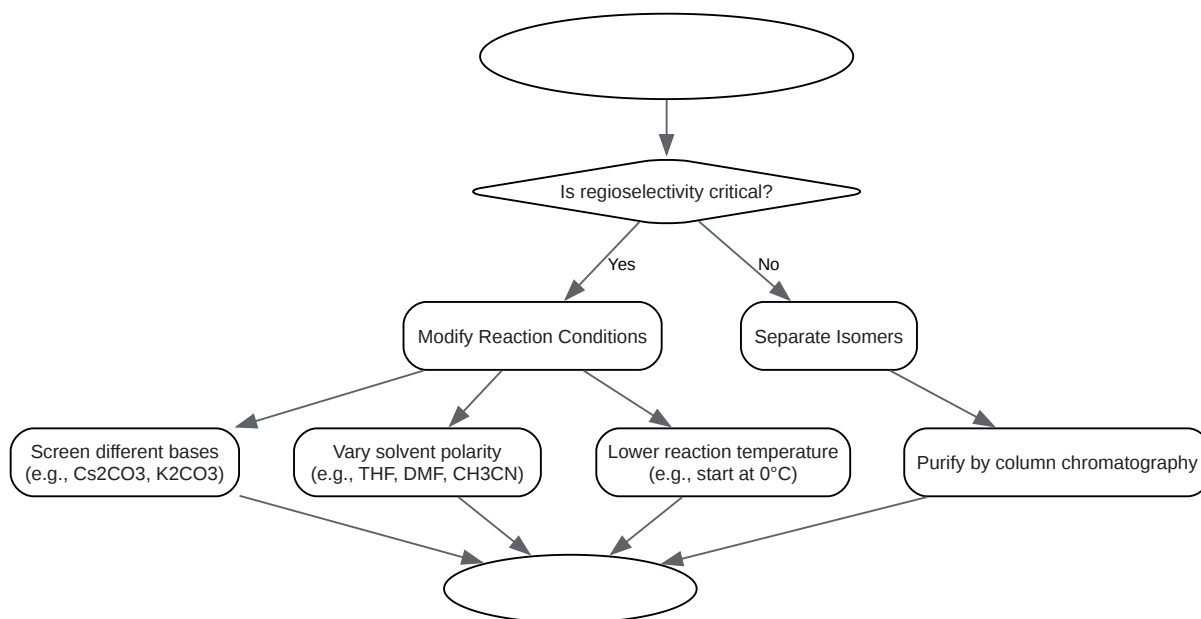 Is regioselectivity critical?
Yes
No
Modify Reaction Conditions
Separate Isomers
Screen different bases
(e.g., Cs2CO3, K2CO3)
Vary solvent polarity
(e.g., THF, DMF, CH3CN)
Lower reaction temperature
(e.g., start at 0°C)
Purify by column chromatography